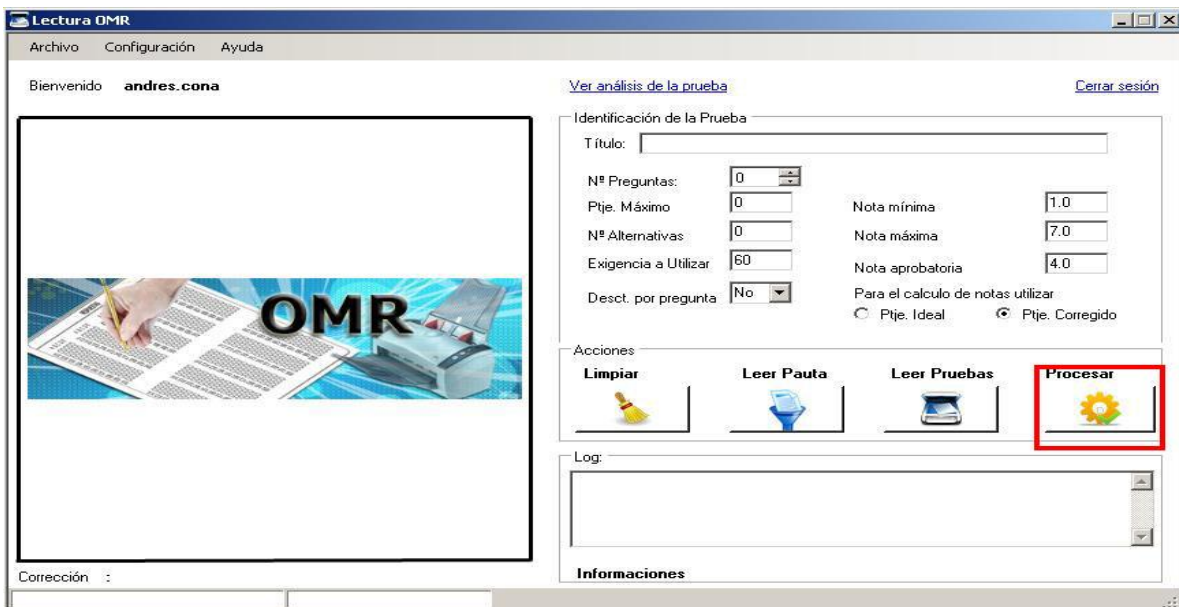 Lectura OMR
Archivo Configuración Ayuda
Bienvenido andres.cona
Ver análisis de la prueba
Cerrar sesión
OMR
Identificación de la Prueba
Título:
Nº Preguntas: 0
Ptje. Máximo 0
Nota mínima 1.0
Nº Alternativas 0
Nota máxima 7.0
Exigencia a Utilizar 60
Nota aprobatoria 4.0
Desct. por pregunta No
Para el calculo de notas utilizar
Ptje. Ideal Ptje. Corregido
Acciones
Limpiar Leer Pauta Leer Pruebas Procesar
Log:
Informaciones
Corrección :